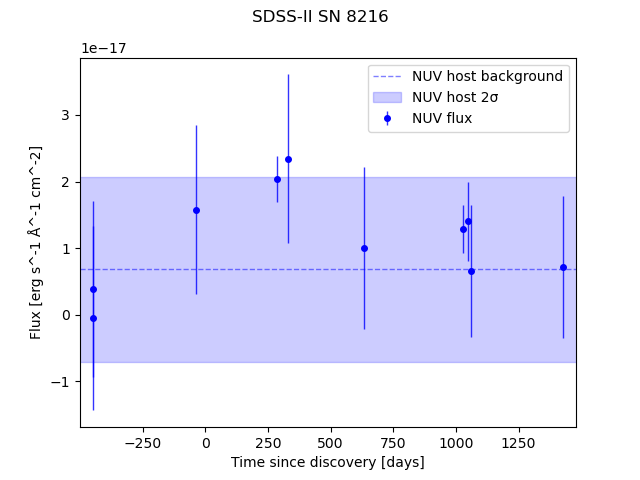 SDSS-II SN 8216
1e−17
NUV host background
NUV host 2σ
NUV flux
3
2
1
0
−1
Flux [erg s^-1 Å^-1 cm^-2]
−250 0 250 500 750 1000 1250
Time since discovery [days]